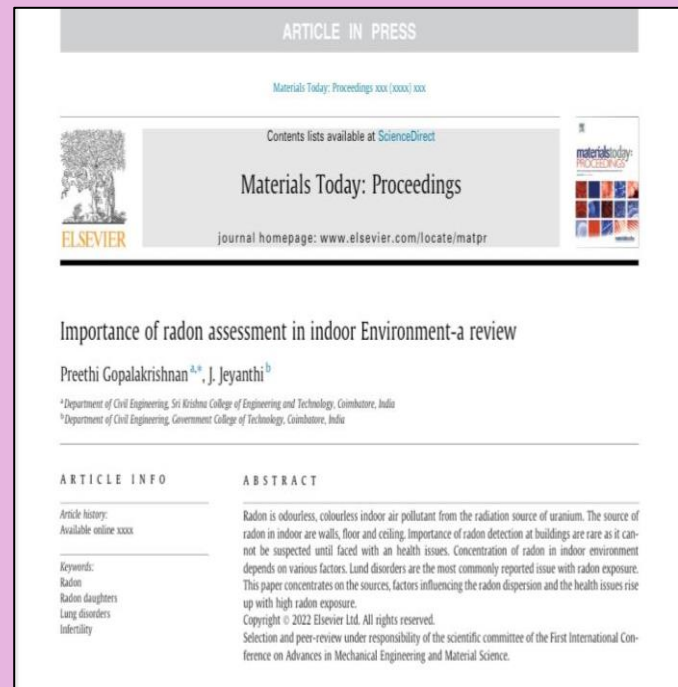 ARTICLE IN PRESS
Materials Today: Proceedings xxx (xxxx) xxx
Contents lists available at ScienceDirect
Materials Today: Proceedings
journal homepage: www.elsevier.com/locate/matpr
ELSEVIER
materialstoday:
PROCEEDINGS
Importance of radon assessment in indoor Environment-a review
Preethi Gopalakrishnan a,*, J. Jeyanthi b
a Department of Civil Engineering, Sri Krishna College of Engineering and Technology, Coimbatore, India
b Department of Civil Engineering, Government College of Technology, Coimbatore, India
ARTICLE INFO
Article history:
Available online xxxx
Keywords:
Radon
Radon daughters
Lung disorders
Infertility
ABSTRACT
Radon is odourless, colourless indoor air pollutant from the radiation source of uranium. The source of
radon in indoor are walls, floor and ceiling. Importance of radon detection at buildings are rare as it can-
not be suspected until faced with an health issues. Concentration of radon in indoor environment
depends on various factors. Lund disorders are the most commonly reported issue with radon exposure.
This paper concentrates on the sources, factors influencing the radon dispersion and the health issues rise
up with high radon exposure.
Copyright © 2022 Elsevier Ltd. All rights reserved.
Selection and peer-review under responsibility of the scientific committee of the First International Con-
ference on Advances in Mechanical Engineering and Material Science.